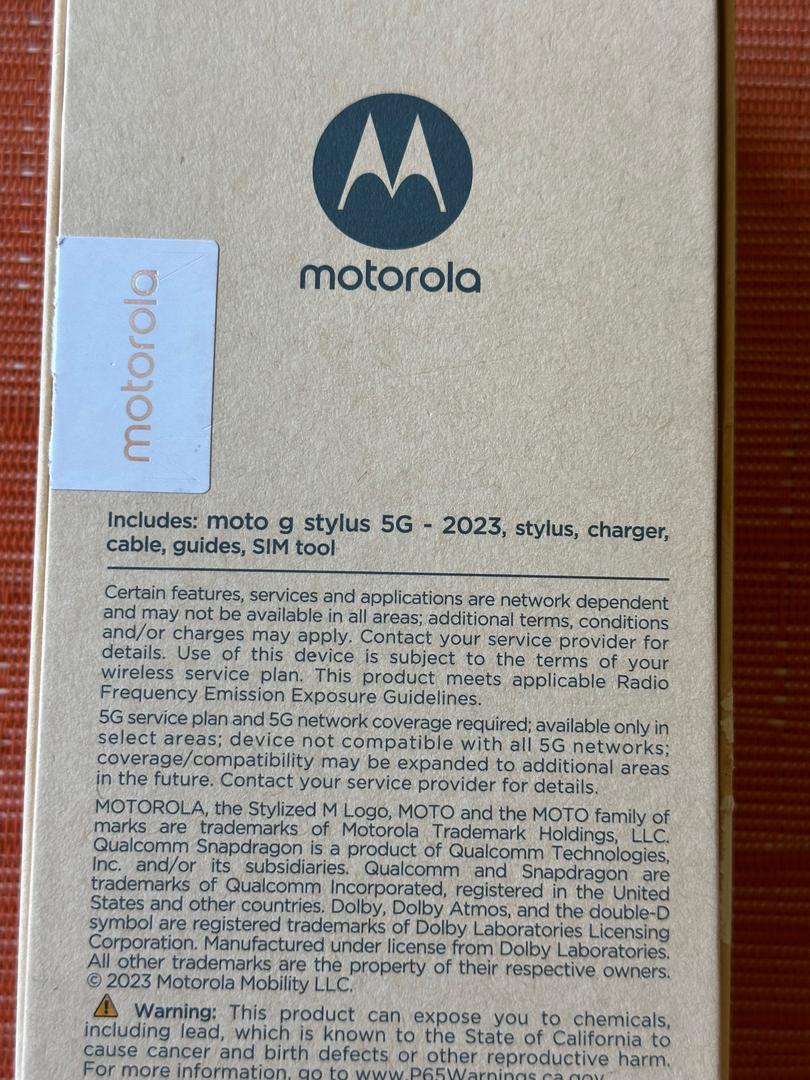 motorola
motorola
Includes: moto g stylus 5G - 2023, stylus, charger,
cable, guides, SIM tool
Certain features, services and applications are network dependent
and may not be available in all areas; additional terms, conditions
and/or charges may apply. Contact your service provider for
details. Use of this device is subject to the terms of your
wireless service plan. This product meets applicable Radio
Frequency Emission Exposure Guidelines.
5G service plan and 5G network coverage required; available only in
select areas; device not compatible with all 5G networks;
coverage/compatibility may be expanded to additional areas
in the future. Contact your service provider for details.
MOTOROLA, the Stylized M Logo, MOTO and the MOTO family of
marks are trademarks of Motorola Trademark Holdings, LLC.
Qualcomm Snapdragon is a product of Qualcomm Technologies,
Inc. and/or its subsidiaries. Qualcomm and Snapdragon are
trademarks of Qualcomm Incorporated, registered in the United
States and other countries. Dolby, Dolby Atmos, and the double-D
symbol are registered trademarks of Dolby Laboratories Licensing
Corporation. Manufactured under license from Dolby Laboratories.
All other trademarks are the property of their respective owners.
© 2023 Motorola Mobility LLC.
Warning: This product can expose you to chemicals,
including lead, which is known to the State of California to
cause cancer and birth defects or other reproductive harm.
For more information, go to www.P65Warnings.ca.gov